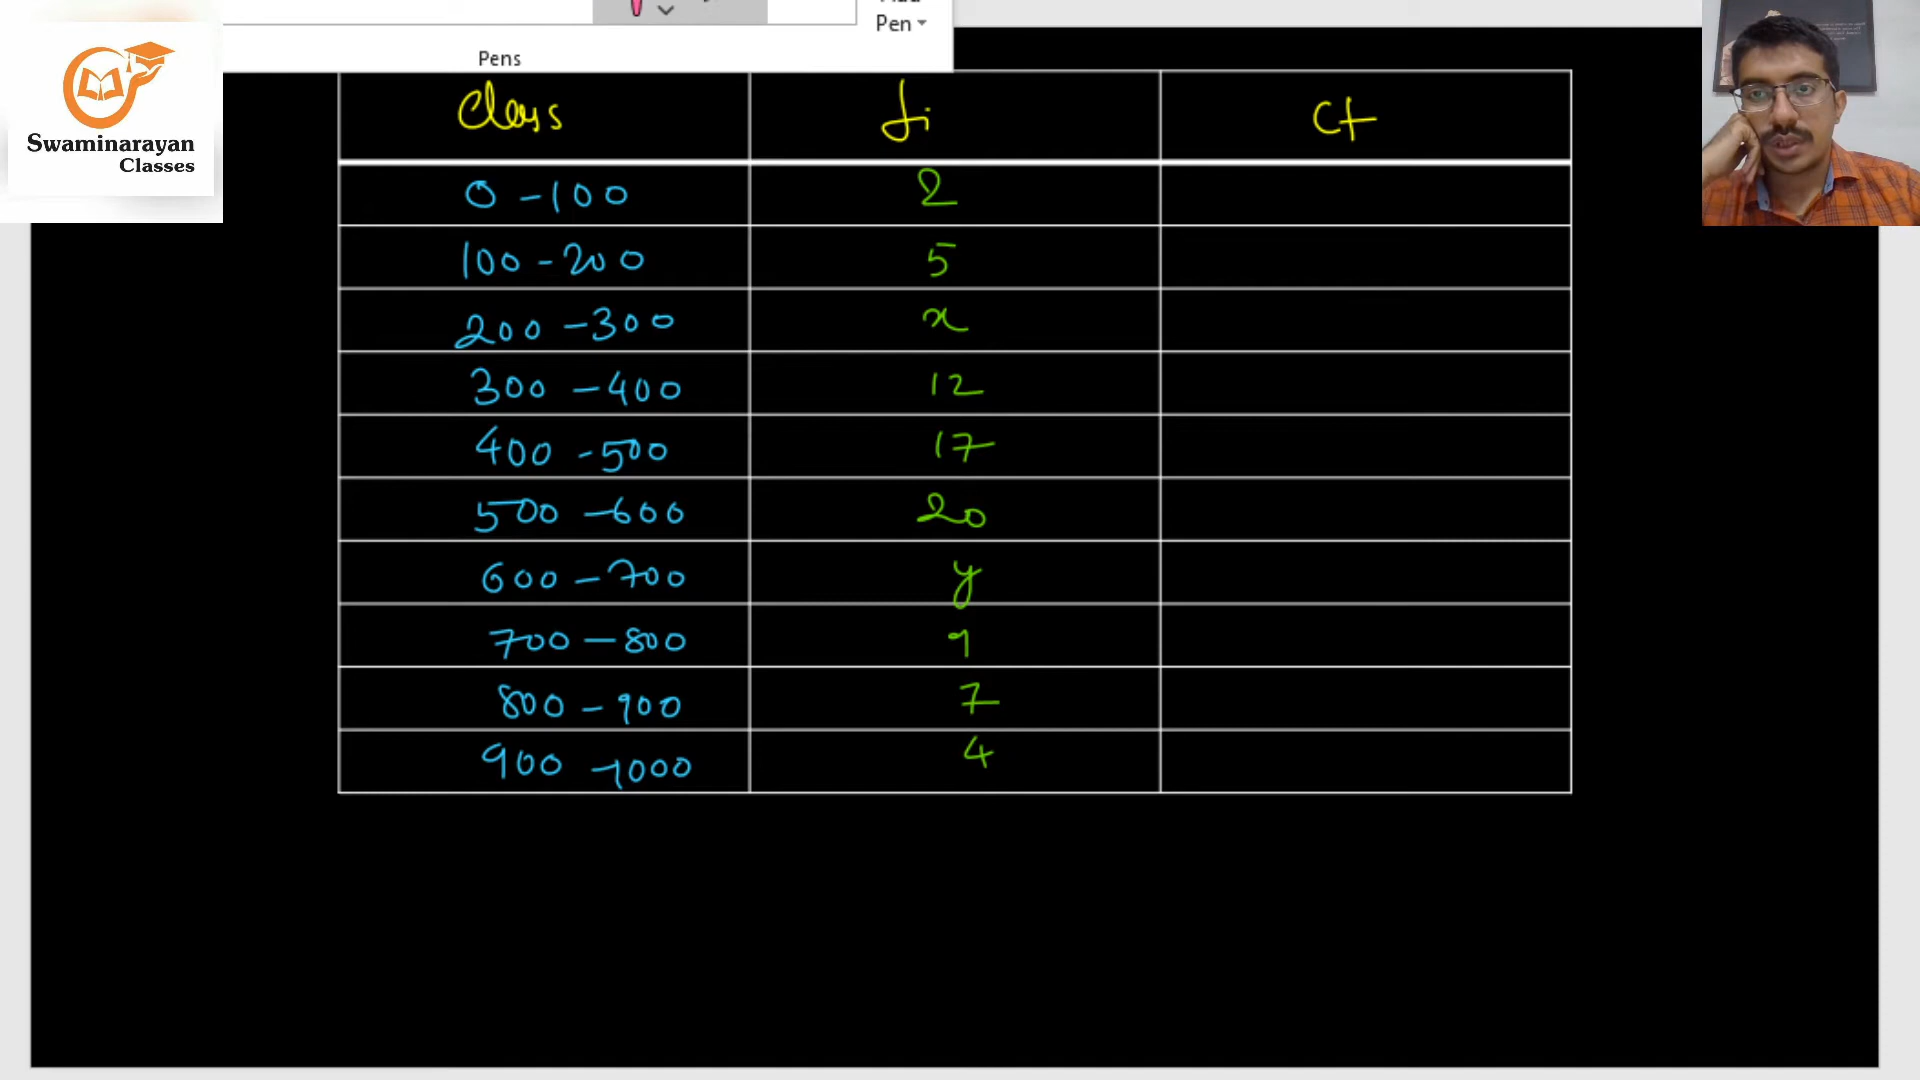 Pen
Pens
Swaminarayan
Classes
Class fi cf
0 - 100 2
100 - 200 5
200 - 300 x
300 - 400 12
400 - 500 17
500 - 600 20
600 - 700 y
700 - 800 9
800 - 900 7
900 - 1000 4